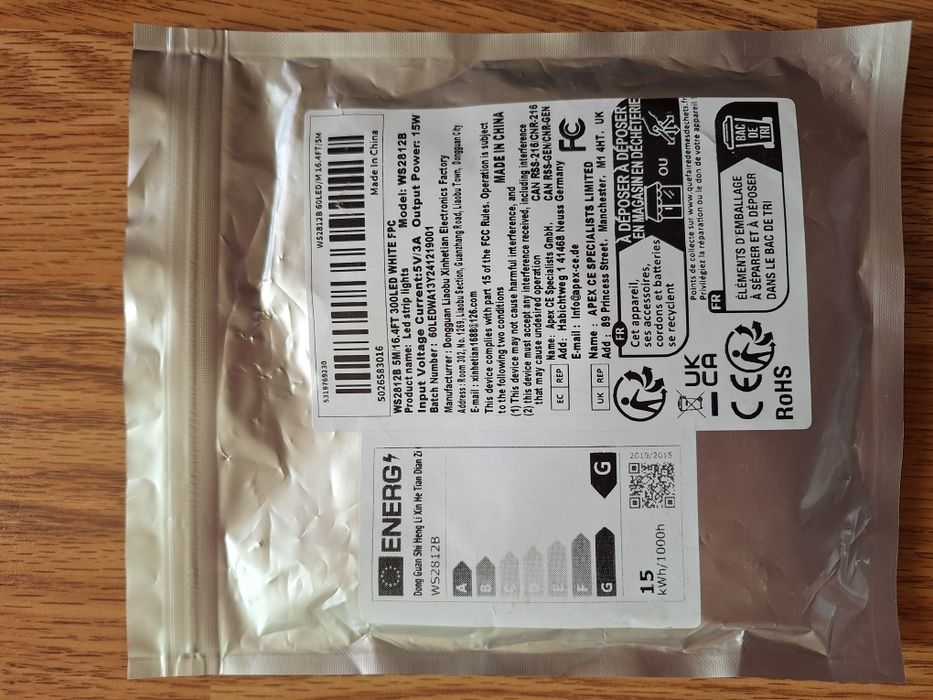 WS2812B 60LED/M 16.4FT/5M
Made In China
S319769230
5026583016
WS2812B 5M/16.4FT 300LED WHITE FPC
Product name: Led strip lights Model: WS2812B
Input Voltage Current:5V/3A Output Power: 15W
Batch Number: 60LEDWA13Y241219001
Manufacturer: Dongguan Liaobu Xinhetian Electronics Factory
Address: Room 302, No. 1269, Liaobu Section, Guanzhang Road, Liaobu Town, Dongguan City
E-mail: xinhetian1688@126.com
This device complies with part 15 of the FCC Rules. Operation is subject
to the following two conditions
MADE IN CHINA
(1) This device may not cause harmful interference, and
(2) this device must accept any interference received, including interference
that may cause undesired operation
CAN RSS-216/CNR-216
CAN RSS-GEN/CNR-GEN
EC REP
Name: Apex CE Specialists GmbH.
Add: Habichtweg 1 41468 Neuss Germany
E-mail: Info@apex-ce.de
FC
UK REP
Name: APEX CE SPECIALISTS LIMITED
Add: 89 Princess Street, Manchester, M1 4HT, UK
FR
Cet appareil,
ses accessoires,
cordons et batteries
se recyclent
À DÉPOSER
EN MAGASIN
À DÉPOSER
EN DÉCHÈTERIE
OU
Points de collecte sur www.quefairedemesdechets.fr
Privilégiez la réparation ou le don de votre appareil !
UK
CA
CE
RoHS
FR
ÉLÉMENTS D'EMBALLAGE
À SÉPARER ET À DÉPOSER
DANS LE BAC DE TRI
BAC
DE
TRI
ENERG
Dong Guan Shi Heng Li Xin He Tian Dian Zi
WS2812B
A
B
C
D
E
F
G
G
15
kWh/1000h
2019/2015